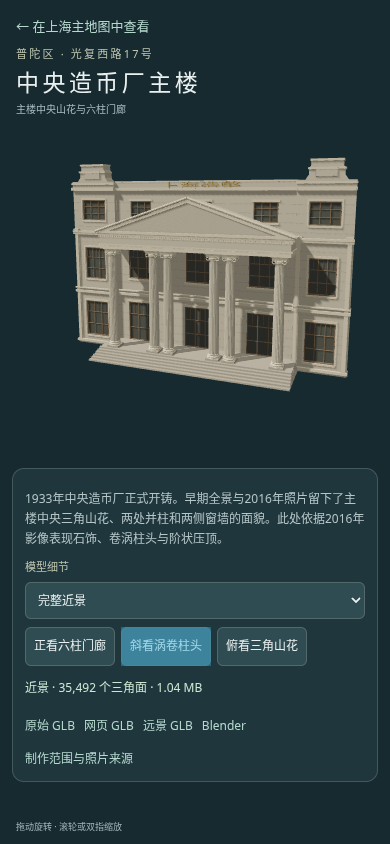 ← 在上海主地图中查看
普陀区 · 光复西路17号
中央造币厂主楼
主楼中央山花与六柱门廊
1933年中央造币厂正式开铸。早期全景与2016年照片留下了主
楼中央三角山花、两处并柱和两侧窗墙的面貌。此处依据2016年
影像表现石饰、卷涡柱头与阶状压顶。
模型细节
完整近景
正看六柱门廊 斜看涡卷柱头 俯看三角山花
近景 · 35,492 个三角面 · 1.04 MB
原始 GLB 网页 GLB 远景 GLB Blender
制作范围与照片来源
拖动旋转 · 滚轮或双指缩放